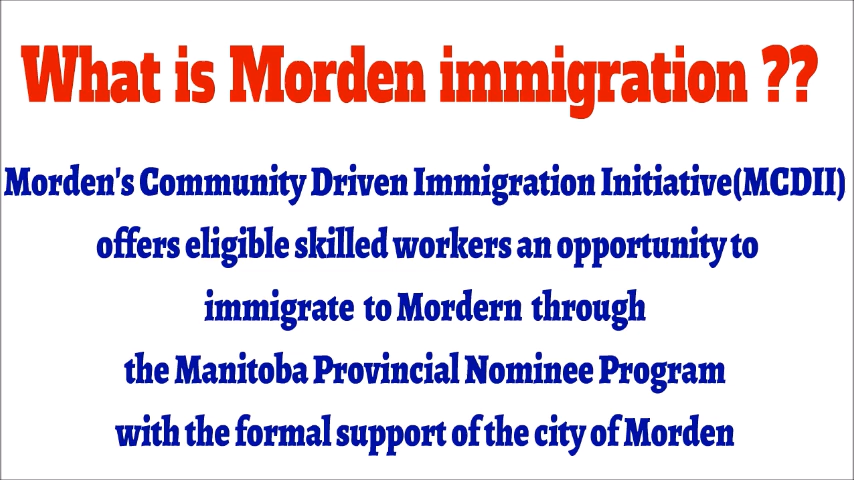 What is Morden immigration ??
Morden's Community Driven Immigration Initiative(MCDII)
offers eligible skilled workers an opportunity to
immigrate to Mordern through
the Manitoba Provincial Nominee Program
with the formal support of the city of Morden